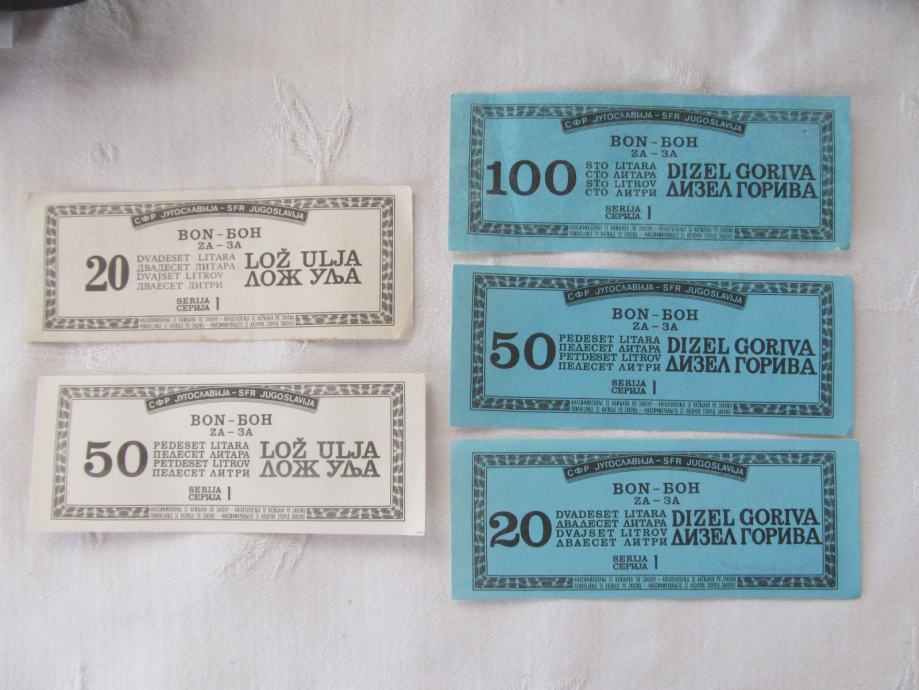 СФР ЈУГОСЛАВИЈА – SFR JUGOSLAVIJA
BON – БОН
ZA – ЗА
20
DVADESET LITARA
ДВАДЕСЕТ ЛИТАРА
DVAJSET LITROV
ДВАЕСЕТ ЛИТРИ
LOŽ ULJA
ЛОЖ УЉА
SERIJA
СЕРИЈА 1
СФР ЈУГОСЛАВИЈА – SFR JUGOSLAVIJA
BON – БОН
ZA – ЗА
50
PEDESET LITARA
ПЕДЕСЕТ ЛИТАРА
PETDESET LITROV
ПЕДЕСЕТ ЛИТРИ
LOŽ ULJA
ЛОЖ УЉА
SERIJA
СЕРИЈА 1
СФР ЈУГОСЛАВИЈА – SFR JUGOSLAVIJA
BON – БОН
ZA – ЗА
100
STO LITARA
СТО ЛИТАРА
STO LITROV
СТО ЛИТРИ
DIZEL GORIVA
ДИЗЕЛ ГОРИВА
SERIJA
СЕРИЈА 1
СФР ЈУГОСЛАВИЈА – SFR JUGOSLAVIJA
BON – БОН
ZA – ЗА
50
PEDESET LITARA
ПЕДЕСЕТ ЛИТАРА
PETDESET LITROV
ПЕДЕСЕТ ЛИТРИ
DIZEL GORIVA
ДИЗЕЛ ГОРИВА
SERIJA
СЕРИЈА 1
СФР ЈУГОСЛАВИЈА – SFR JUGOSLAVIJA
BON – БОН
ZA – ЗА
20
DVADESET LITARA
ДВАДЕСЕТ ЛИТАРА
DVAJSET LITROV
ДВАЕСЕТ ЛИТРИ
DIZEL GORIVA
ДИЗЕЛ ГОРИВА
SERIJA
СЕРИЈА 1